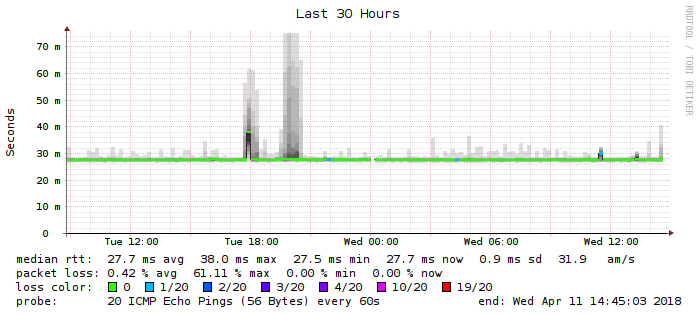 Last 30 Hours
RRDTOOL / TOBI OETIKER
Seconds
70 m
60 m
50 m
40 m
30 m
20 m
10 m
0
Tue 12:00 Tue 18:00 Wed 00:00 Wed 06:00 Wed 12:00
median rtt: 27.7 ms avg 38.0 ms max 27.5 ms min 27.7 ms now 0.9 ms sd 31.9 am/s
packet loss: 0.42 % avg 61.11 % max 0.00 % min 0.00 % now
loss color: 0 1/20 2/20 3/20 4/20 10/20 19/20
probe: 20 ICMP Echo Pings (56 Bytes) every 60s end: Wed Apr 11 14:45:03 2018